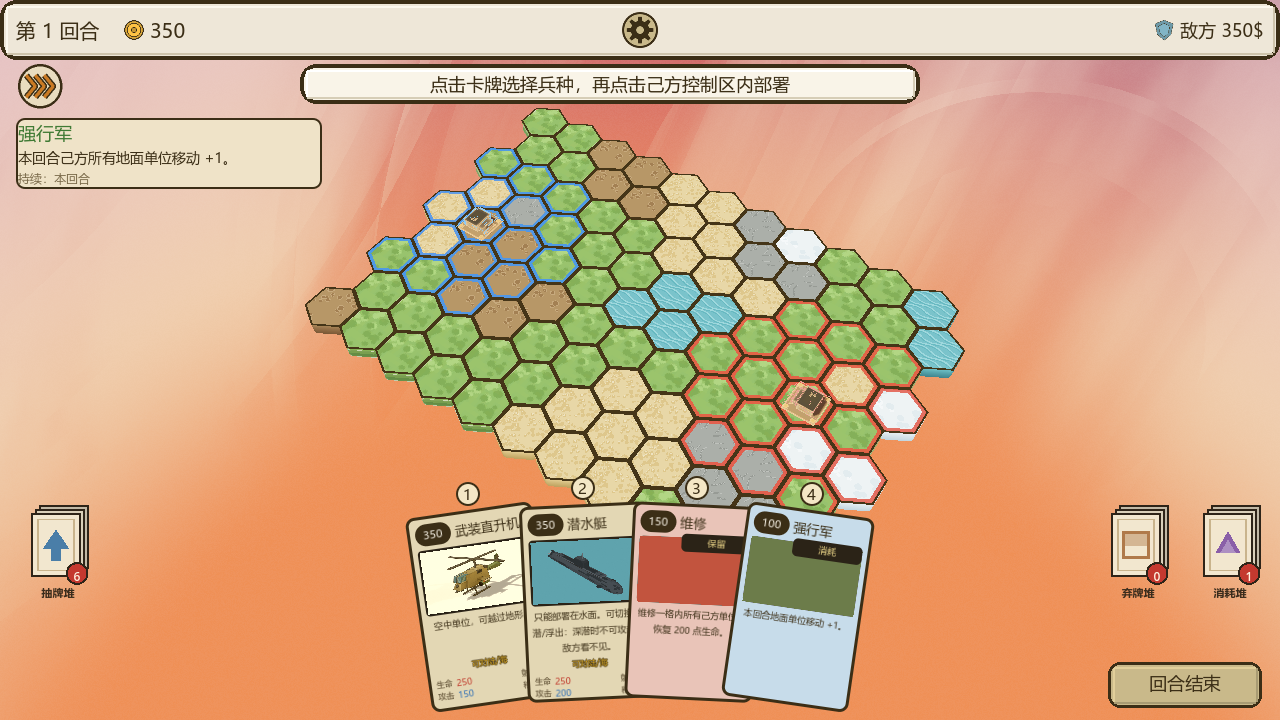 第 1 回合
350
敌方 350$
点击卡牌选择兵种，再点击己方控制区内部署
强行军
本回合己方所有地面单位移动 +1。
持续：本回合
1
2
3
4
350
武装直升机
空中单位，可越过地形
生命 250
攻击 150
350
潜水艇
只能部署在水面。可切换
潜/浮出：深潜时不可攻
敌方看不见。
生命 250
攻击 200
150
维修
保留
维修一格内所有己方单位
恢复 200 点生命。
100
强行军
消耗
本回合地面单位移动 +1。
6
抽牌堆
0
弃牌堆
1
消耗堆
回合结束